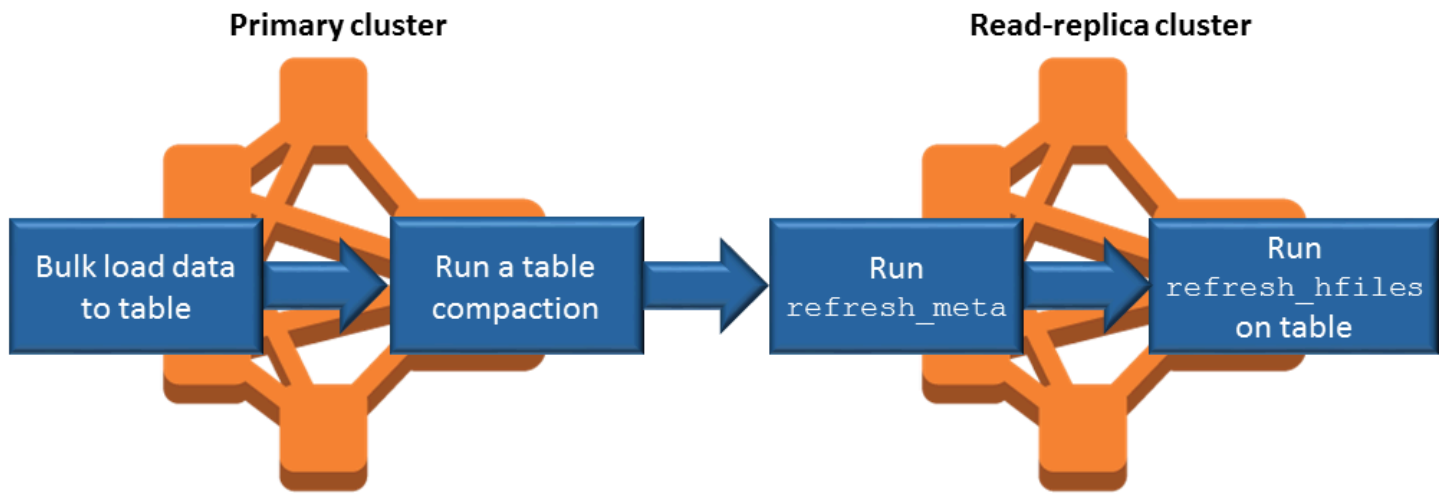 Primary cluster
Read-replica cluster
Bulk load data
to table
Run a table
compaction
Run
refresh_meta
Run
refresh_hfiles
on table